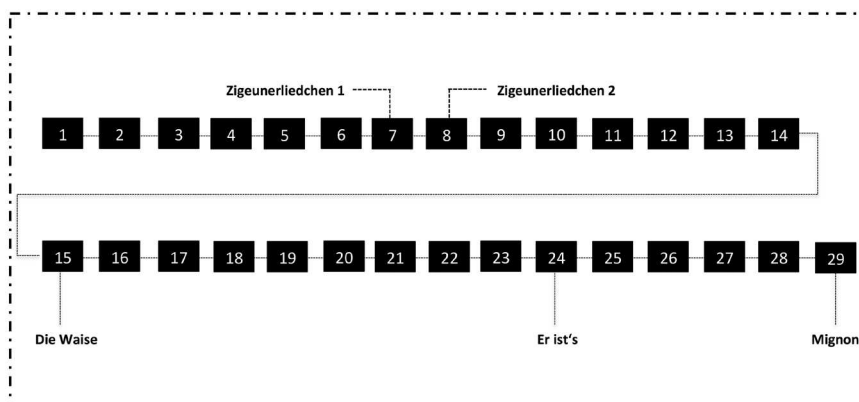 Zigeunerliedchen 1 Zigeunerliedchen 2
1 2 3 4 5 6 7 8 9 10 11 12 13 14
15 16 17 18 19 20 21 22 23 24 25 26 27 28 29
Die Waise Er ist‘s Mignon